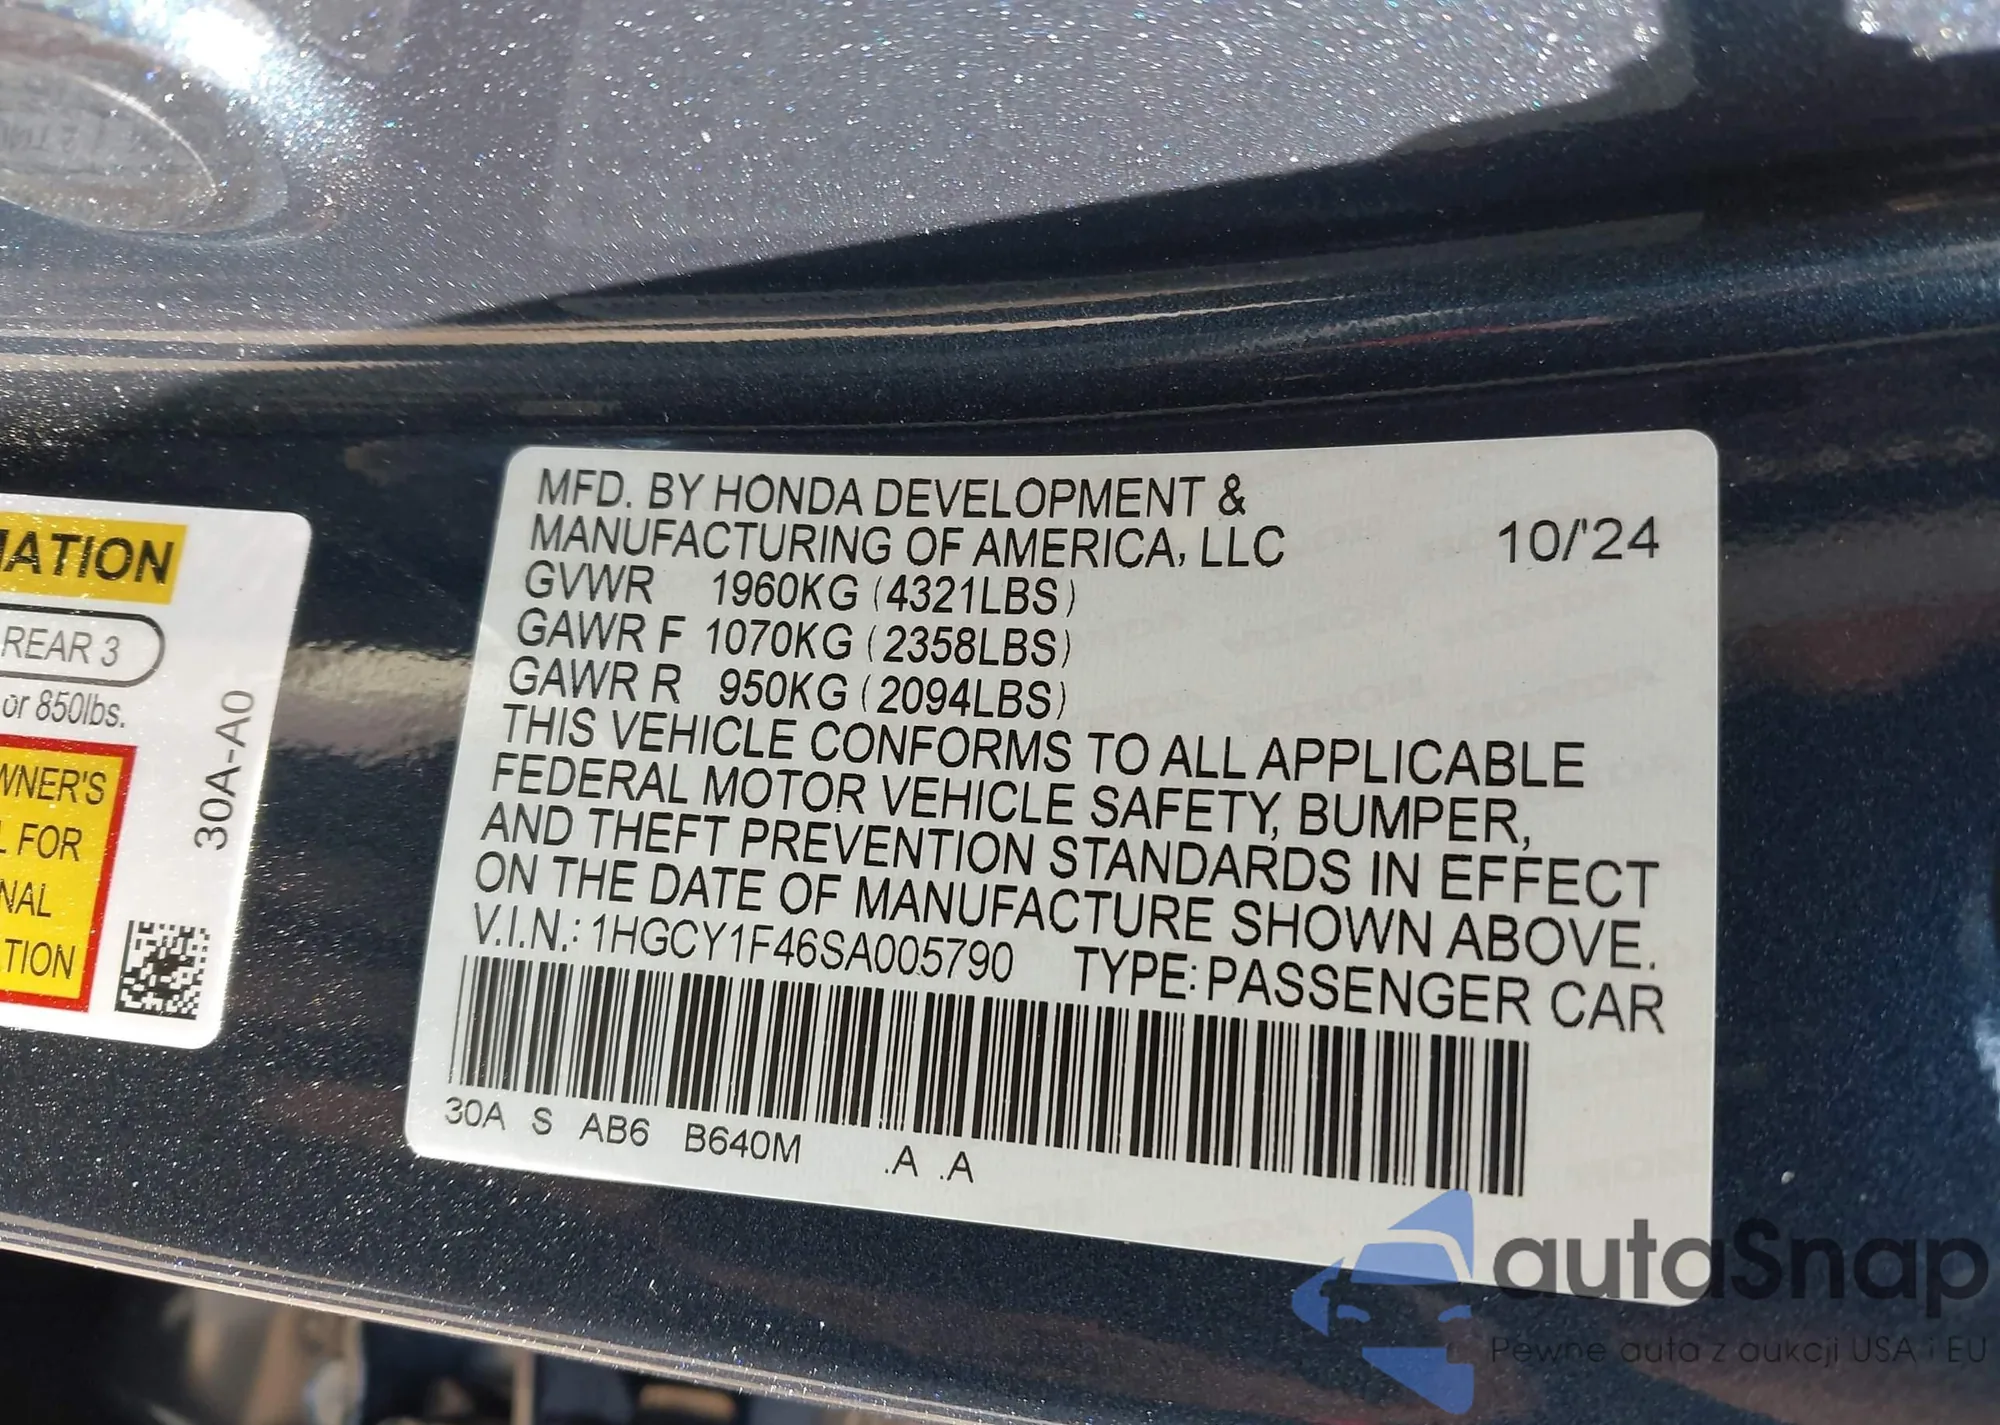 MATION
REAR 3
or 850lbs.
WNER'S
L FOR
NAL
TION
30A-A0
MFD. BY HONDA DEVELOPMENT &
MANUFACTURING OF AMERICA, LLC 10/'24
GVWR 1960KG (4321LBS)
GAWR F 1070KG (2358LBS)
GAWR R 950KG (2094LBS)
THIS VEHICLE CONFORMS TO ALL APPLICABLE
FEDERAL MOTOR VEHICLE SAFETY, BUMPER,
AND THEFT PREVENTION STANDARDS IN EFFECT
ON THE DATE OF MANUFACTURE SHOWN ABOVE.
V.I.N.: 1HGCY1F46SA005790 TYPE: PASSENGER CAR
30A S AB6 B640M .A .A
autaSnap
Pewne auta z aukcji USA i EU